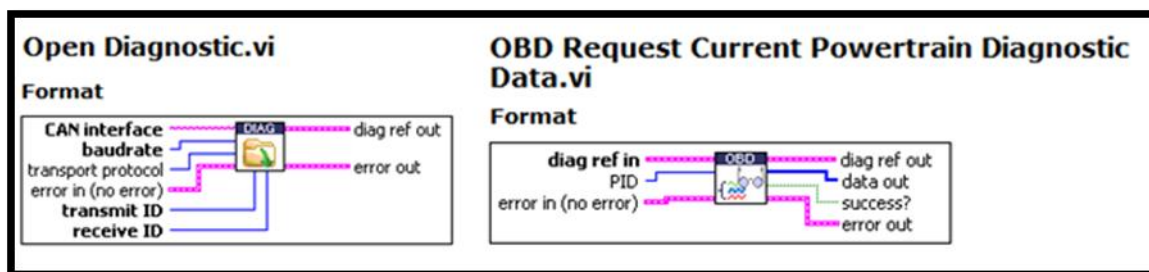 Open Diagnostic.vi
Format
CAN interface
baudrate
transport protocol
error in (no error)
transmit ID
receive ID
DIAG
diag ref out
error out
OBD Request Current Powertrain Diagnostic
Data.vi
Format
diag ref in
PID
error in (no error)
OBD
diag ref out
data out
success?
error out